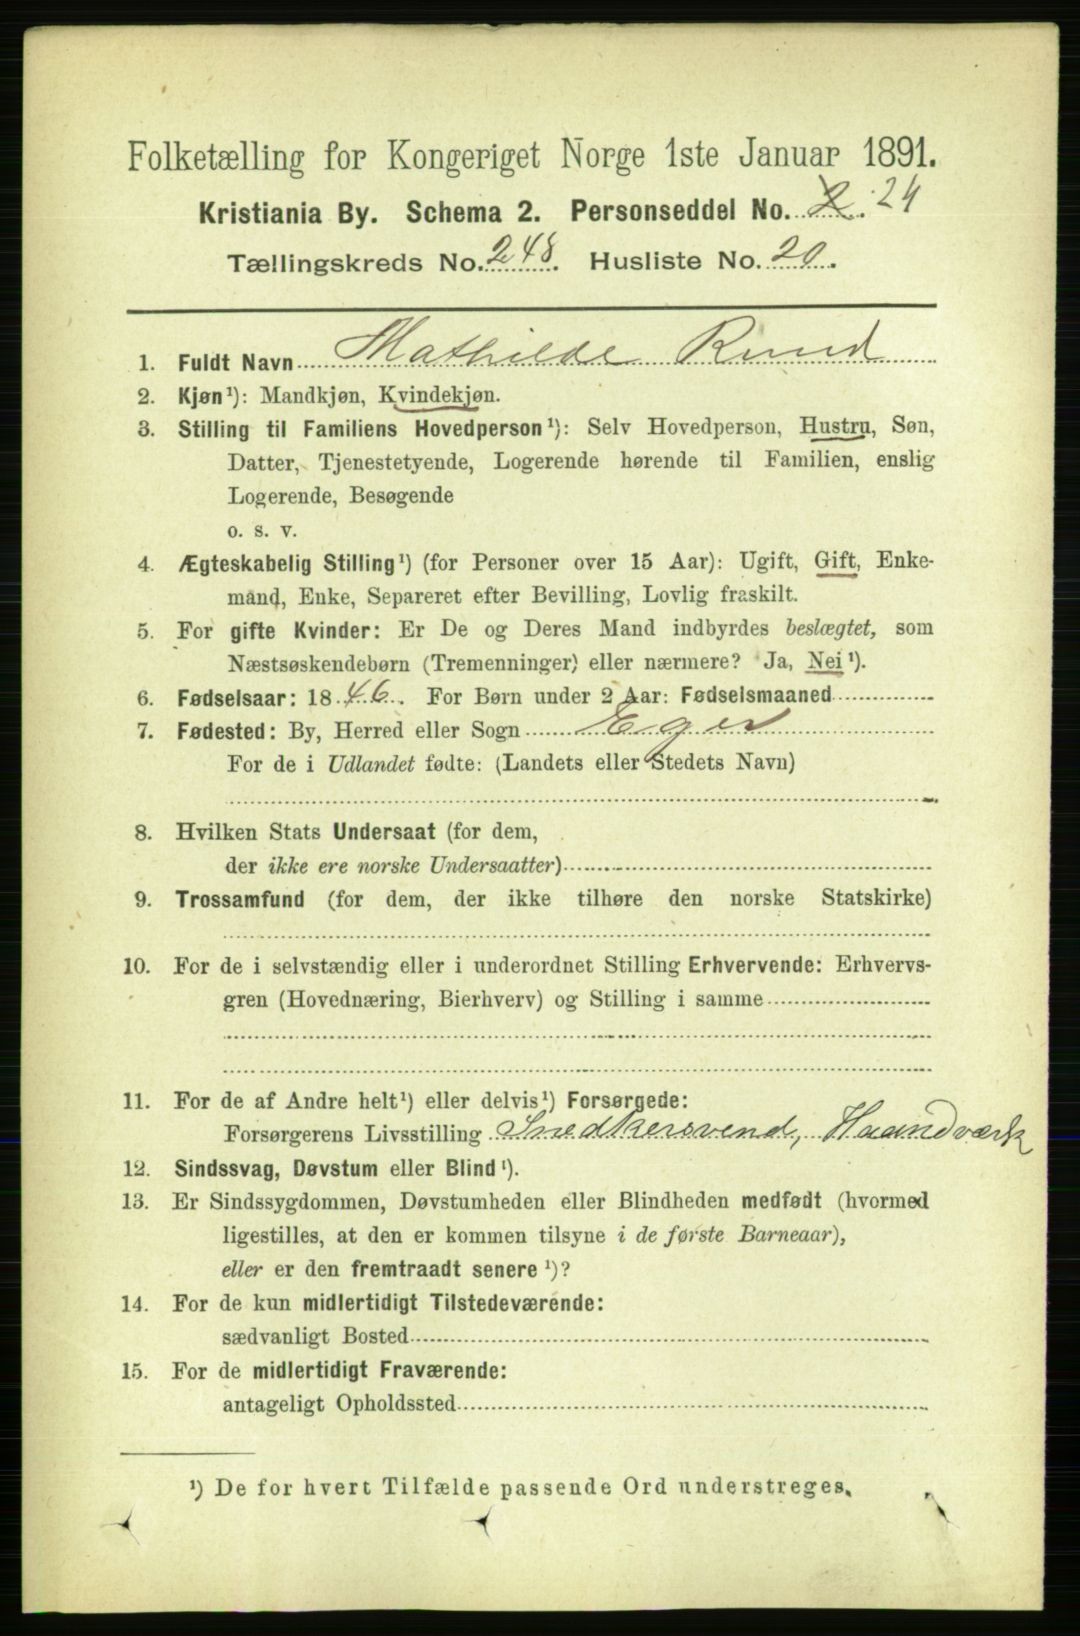 Folketælling for Kongeriget Norge 1ste Januar 1891.
Kristiania By. Schema 2. Personseddel No. 2. 24
Tællingskreds No. 248. Husliste No. 20.
1. Fuldt Navn Mathilde Ruud
2. Kjøn¹): Mandkjøn, Kvindekjøn.
3. Stilling til Familiens Hovedperson¹): Selv Hovedperson, Hustru, Søn,
Datter, Tjenestetyende, Logerende hørende til Familien, enslig
Logerende, Besøgende
o. s. v.
4. Ægteskabelig Stilling¹) (for Personer over 15 Aar): Ugift, Gift, Enke-
mand, Enke, Separeret efter Bevilling, Lovlig fraskilt.
5. For gifte Kvinder: Er De og Deres Mand indbyrdes beslægtet, som
Næstsøskendebørn (Tremenninger) eller nærmere? Ja, Nei¹).
6. Fødselsaar: 1846. For Børn under 2 Aar: Fødselsmaaned
7. Fødested: By, Herred eller Sogn Eger
For de i Udlandet fødte: (Landets eller Stedets Navn)
8. Hvilken Stats Undersaat (for dem,
der ikke ere norske Undersaatter)
9. Trossamfund (for dem, der ikke tilhøre den norske Statskirke)
10. For de i selvstændig eller i underordnet Stilling Erhvervende: Erhvervs-
gren (Hovednæring, Bierhverv) og Stilling i samme
11. For de af Andre helt¹) eller delvis¹) Forsørgede:
Forsørgerens Livsstilling Snedkersvend, Haandværk
12. Sindssvag, Døvstum eller Blind¹).
13. Er Sindssygdommen, Døvstumheden eller Blindheden medfødt (hvormed
ligestilles, at den er kommen tilsyne i de første Barneaar),
eller er den fremtraadt senere¹)?
14. For de kun midlertidigt Tilstedeværende:
sædvanligt Bosted
15. For de midlertidigt Fraværende:
antageligt Opholdssted
¹) De for hvert Tilfælde passende Ord understreges.